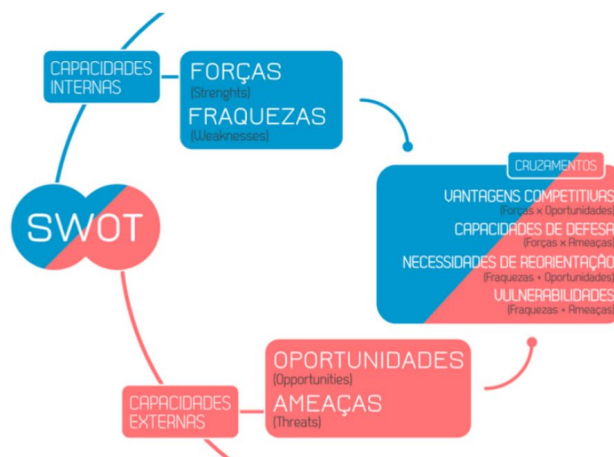 CAPACIDADES
INTERNAS
FORÇAS
(Strenghts)
FRAQUEZAS
(Weaknesses)
SWOT
CRUZAMENTOS
VANTAGENS COMPETITIVAS
(Forças x Oportunidades)
CAPACIDADES DE DEFESA
(Forças x Ameaças)
NECESSIDADES DE REORIENTAÇÃO
(Fraquezas + Oportunidades)
VULNERABILIDADES
(Fraquezas + Ameaças)
CAPACIDADES
EXTERNAS
OPORTUNIDADES
(Opportunities)
AMEAÇAS
(Threats)